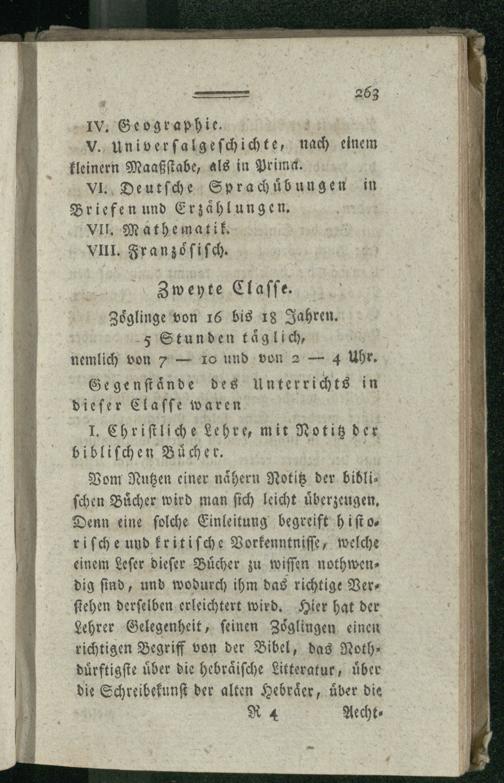 263
IV. Geographie.
V. Universalgeschichte, nach einem
kleinern Maaßstabe, als in Prima.
VI. Deutsche Sprachübungen in
Briefen und Erzählungen.
VII. Mathematik.
VIII. Französisch.
Zweyte Classe.
Zöglinge von 16 bis 18 Jahren.
5 Stunden täglich,
nemlich von 7 — 10 und von 2 — 4 Uhr.
Gegenstände des Unterrichts in
dieser Classe waren
I. Christliche Lehre, mit Notitz der
biblischen Bücher.
Vom Nutzen einer nähern Notitz der bibli-
schen Bücher wird man sich leicht überzeugen.
Denn eine solche Einleitung begreift histo-
rische und kritische Vorkenntnisse, welche
einem Leser dieser Bücher zu wissen nothwen-
dig sind, und wodurch ihm das richtige Ver-
stehen derselben erleichtert wird. Hier hat der
Lehrer Gelegenheit, seinen Zöglingen einen
richtigen Begriff von der Bibel, das Noth-
dürftigste über die hebräische Litteratur, über
die Schreibekunst der alten Hebräer, über die
R 4 Aecht-